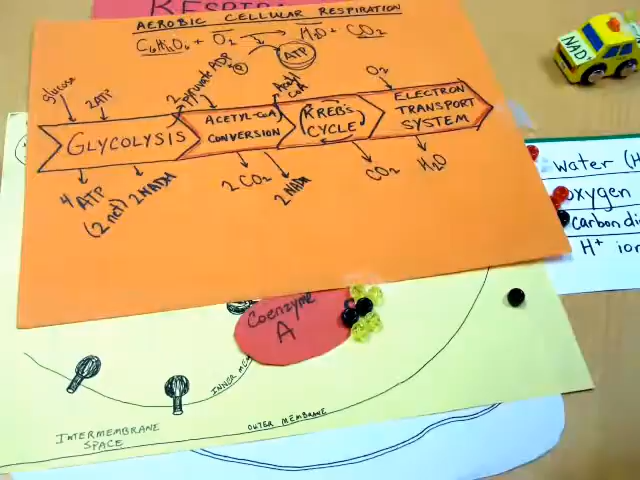 RESPIR
AEROBIC CELLULAR RESPIRATION
C6H12O6 + O2 → H2O + CO2
ADP
ATP
glucose
2ATP
2 pyruvate
Acetyl CoA
O2
GLYCOLYSIS
ACETYL-CoA CONVERSION
KREB'S CYCLE
ELECTRON TRANSPORT SYSTEM
4 ATP
(2 net)
2 NADH
2 CO2
2 NADH
CO2
H2O
NAD
water (H
oxygen
carbon di
H+ ion
Coenzyme
A
INNER ME
OUTER MEMBRANE
INTERMEMBRANE
SPACE